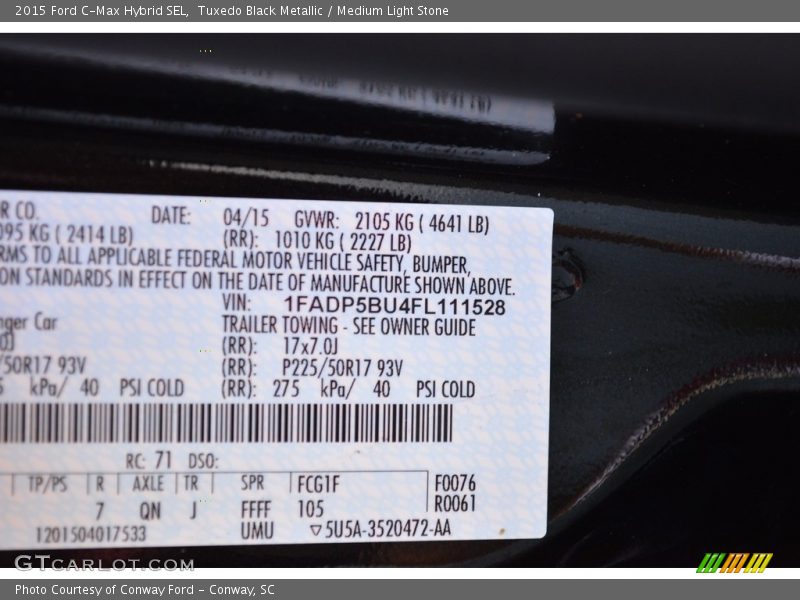 2015 Ford C-Max Hybrid SEL, Tuxedo Black Metallic / Medium Light Stone
R CO. DATE: 04/15 GVWR: 2105 KG ( 4641 LB)
095 KG ( 2414 LB) (RR): 1010 KG ( 2227 LB)
RMS TO ALL APPLICABLE FEDERAL MOTOR VEHICLE SAFETY, BUMPER,
ON STANDARDS IN EFFECT ON THE DATE OF MANUFACTURE SHOWN ABOVE.
VIN: 1FADP5BU4FL111528
nger Car TRAILER TOWING - SEE OWNER GUIDE
0J (RR): 17x7.0J
/50R17 93V (RR): P225/50R17 93V
5 kPa/ 40 PSI COLD (RR): 275 kPa/ 40 PSI COLD
RC: 71 DSO:
TP/PS R AXLE TR SPR FCG1F F0076
7 QN J FFFF 105 R0061
1201504017533 UMU ▽5U5A-3520472-AA
GTCARLOT.COM
Photo Courtesy of Conway Ford - Conway, SC